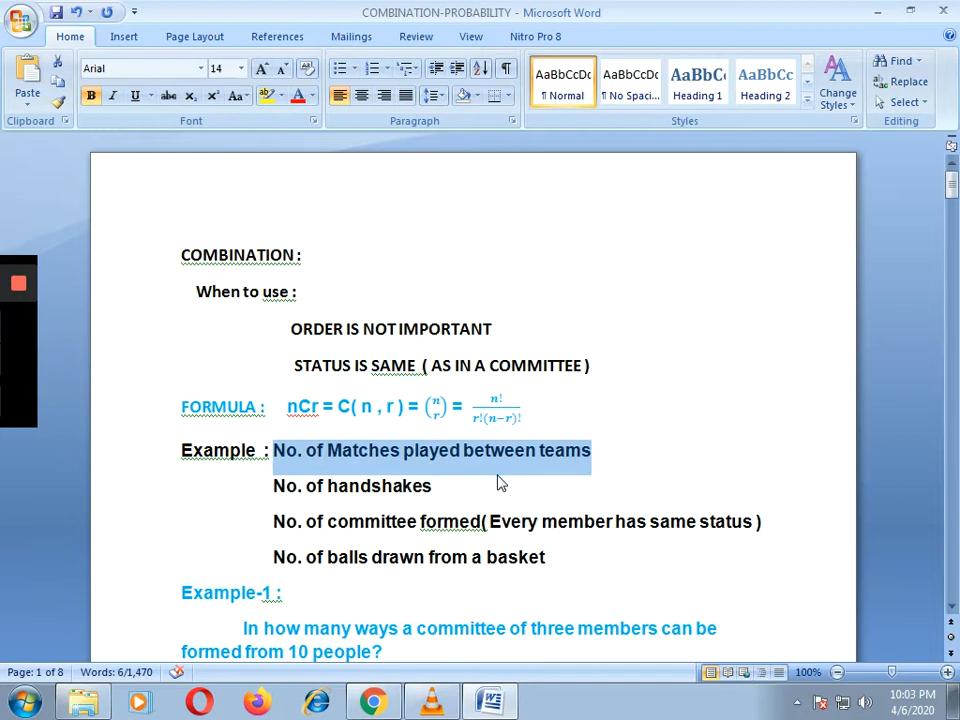 COMBINATION-PROBABILITY - Microsoft Word
Home Insert Page Layout References Mailings Review View Nitro Pro 8
Paste
Clipboard
Arial 14
B I U abc x₂ x² Aa
Font
Paragraph
AaBbCcDc AaBbCcDc AaBbCc AaBbCc
¶ Normal ¶ No Spaci... Heading 1 Heading 2
Change Styles
Styles
Find
Replace
Select
Editing
COMBINATION :
When to use :
ORDER IS NOT IMPORTANT
STATUS IS SAME ( AS IN A COMMITTEE )
FORMULA : nCr = C( n , r ) = (n r) = n! / r!(n−r)!
Example : No. of Matches played between teams
No. of handshakes
No. of committee formed( Every member has same status )
No. of balls drawn from a basket
Example-1 :
In how many ways a committee of three members can be
formed from 10 people?
Page: 1 of 8 Words: 6/1,470 100%
10:03 PM
4/6/2020